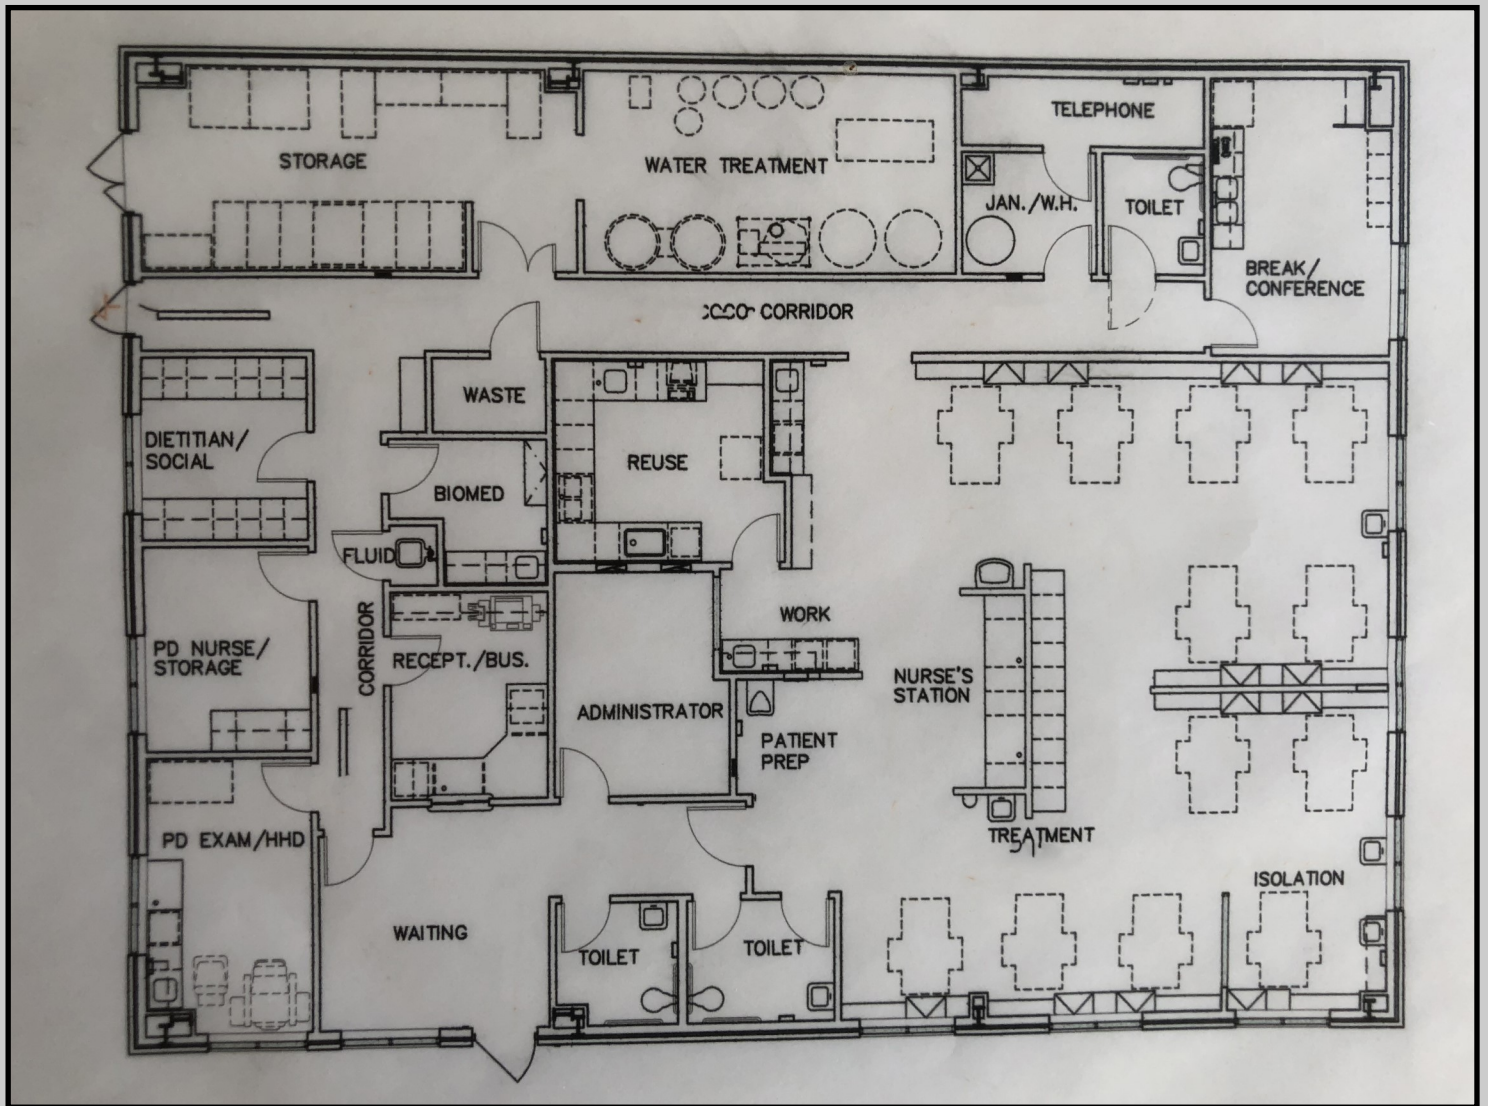 STORAGE
WATER TREATMENT
TELEPHONE
JAN./W.H.
TOILET
BREAK/
CONFERENCE
CORRIDOR
WASTE
DIETITIAN/
SOCIAL
REUSE
BIOMED
FLUID
CORRIDOR
PD NURSE/
STORAGE
RECEPT./BUS.
WORK
NURSE'S
STATION
ADMINISTRATOR
PATIENT
PREP
PD EXAM/HHD
TREATMENT
ISOLATION
WAITING
TOILET
TOILET